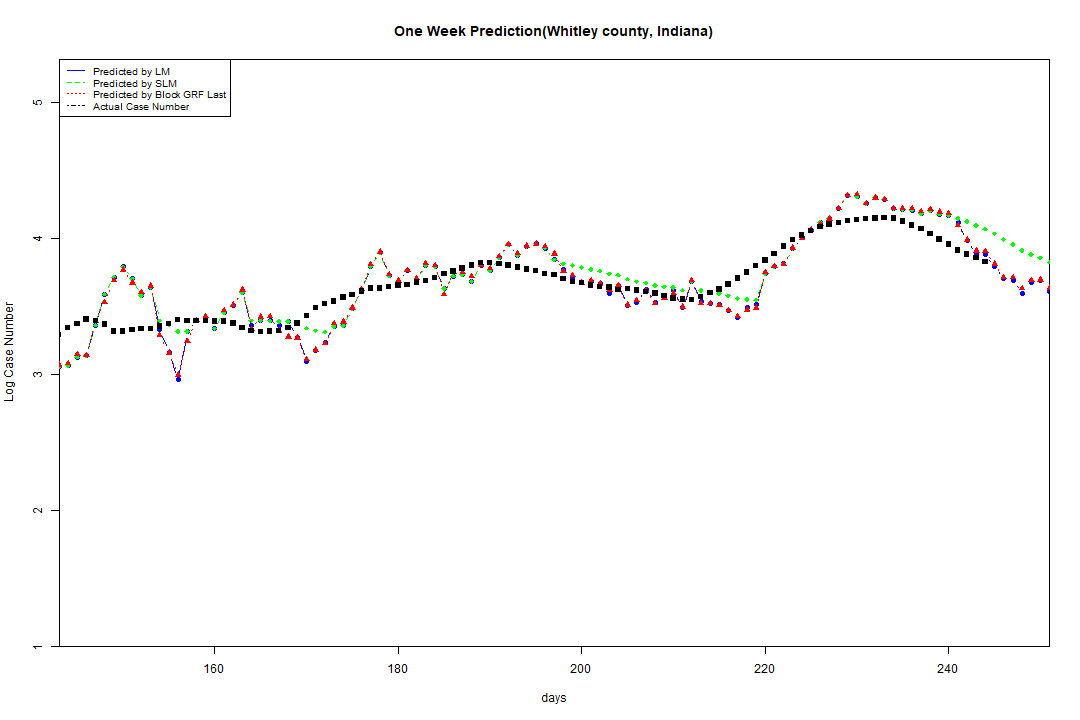 One Week Prediction(Whitley county, Indiana)
Predicted by LM
Predicted by SLM
Predicted by Block GRF Last
Actual Case Number
5
4
3
2
1
Log Case Number
160 180 200 220 240
days